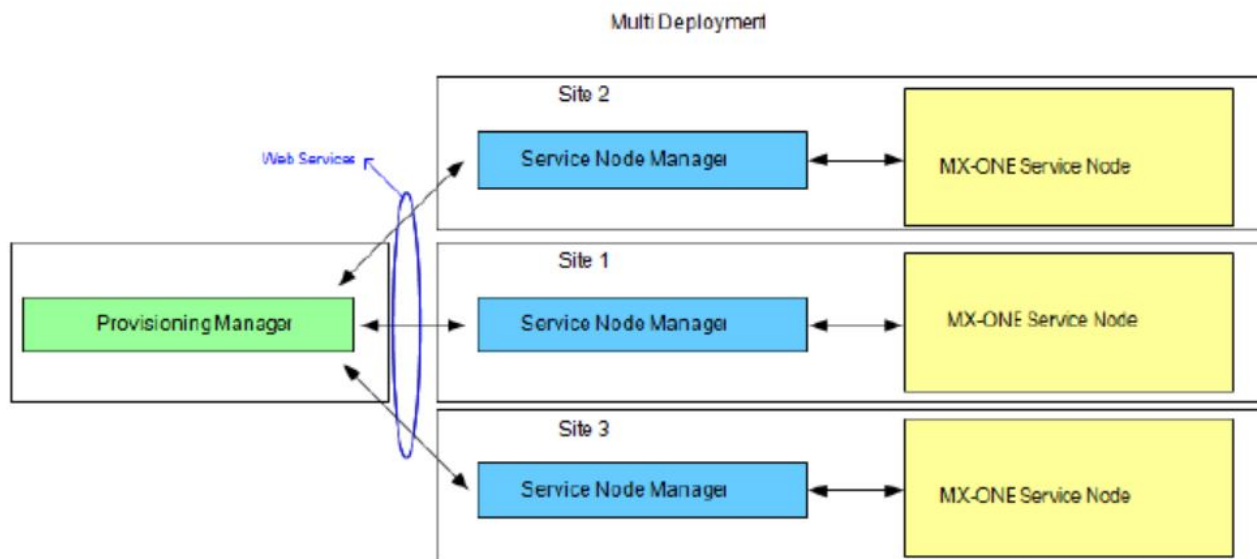 Multi Deployment
Site 2
Web Services
Service Node Manager
MX-ONE Service Node
Site 1
Provisioning Manager
Service Node Manager
MX-ONE Service Node
Site 3
Service Node Manager
MX-ONE Service Node